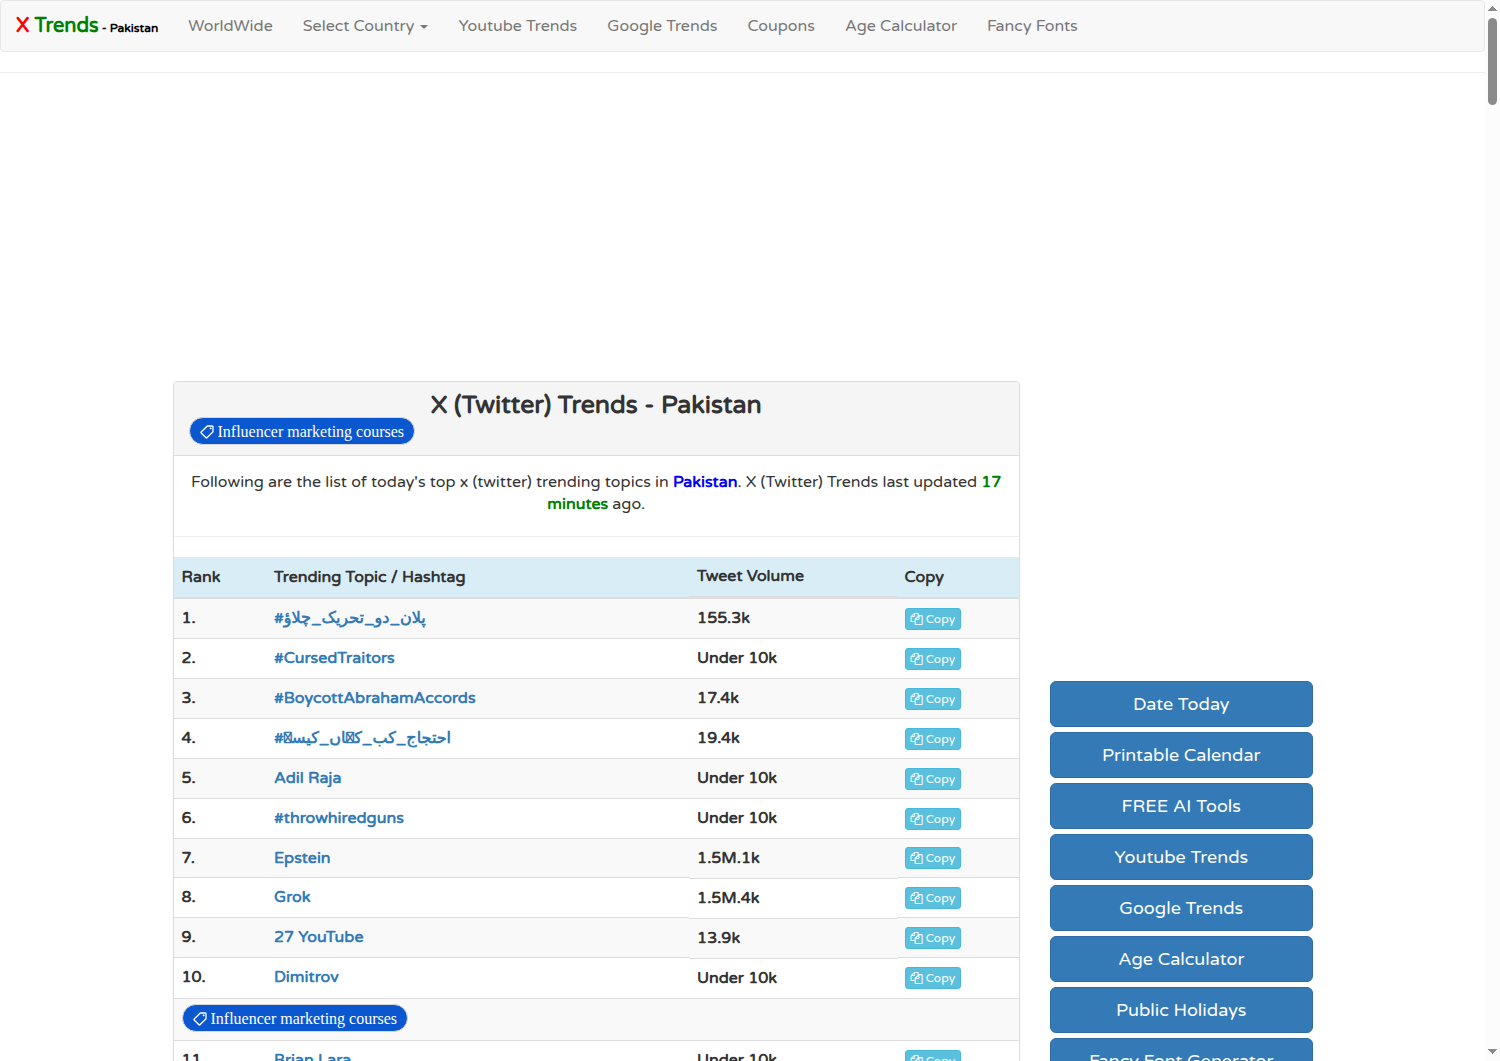 X Trends - Pakistan
WorldWide
Select Country
Youtube Trends
Google Trends
Coupons
Age Calculator
Fancy Fonts
X (Twitter) Trends - Pakistan
Influencer marketing courses
Following are the list of today's top x (twitter) trending topics in Pakistan. X (Twitter) Trends last updated 17
minutes ago.
Rank Trending Topic / Hashtag Tweet Volume Copy
1. #پلان_دو_تحریک_چلاؤ 155.3k Copy
2. #CursedTraitors Under 10k Copy
3. #BoycottAbrahamAccords 17.4k Copy
4. #احتجاج_کب_ 19.4k Copy
5. Adil Raja Under 10k Copy
6. #throwhiredguns Under 10k Copy
7. Epstein 1.5M.1k Copy
8. Grok 1.5M.4k Copy
9. 27 YouTube 13.9k Copy
10. Dimitrov Under 10k Copy
Influencer marketing courses
11. Brian Lara Under 10k Copy
Date Today
Printable Calendar
FREE AI Tools
Youtube Trends
Google Trends
Age Calculator
Public Holidays
Fancy Font Generator